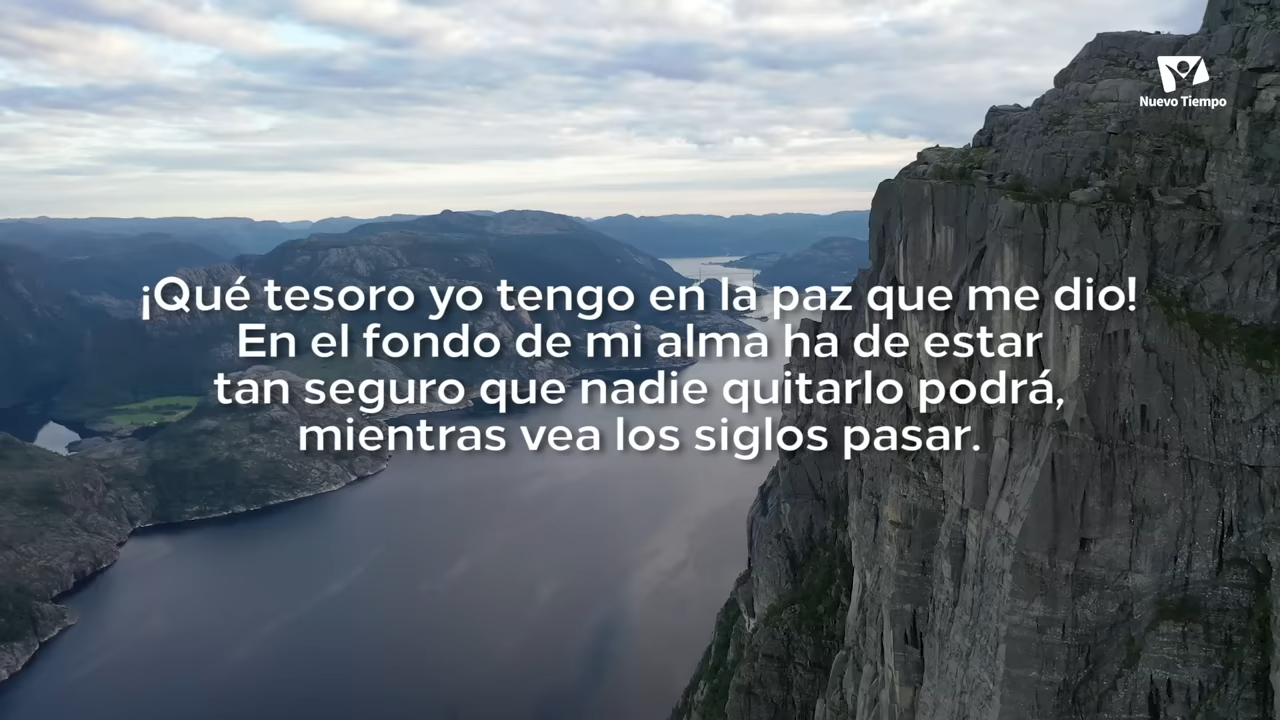 Nuevo Tiempo
¡Qué tesoro yo tengo en la paz que me dio!
En el fondo de mi alma ha de estar
tan seguro que nadie quitarlo podrá,
mientras vea los siglos pasar.